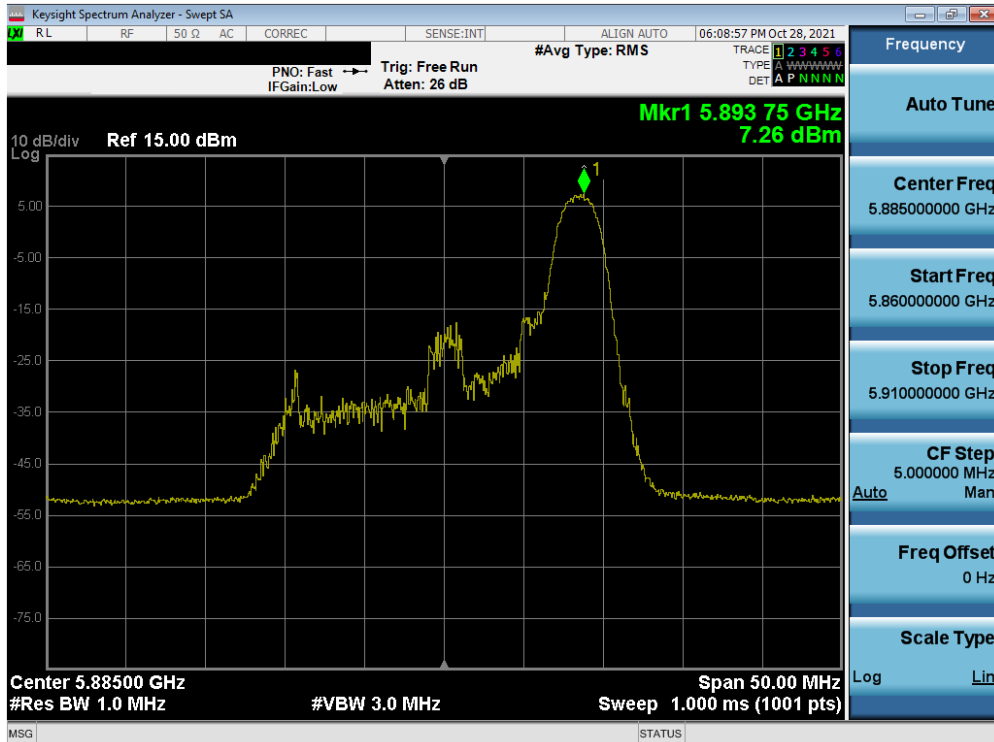 Keysight Spectrum Analyzer - Swept SA
LXI RL RF 50 Ω AC CORREC SENSE:INT ALIGN AUTO 06:08:57 PM Oct 28, 2021
#Avg Type: RMS TRACE 1 2 3 4 5 6
PNO: Fast Trig: Free Run TYPE A W W W W W
IFGain:Low Atten: 26 dB DET A P N N N N
Mkr1 5.893 75 GHz
7.26 dBm
10 dB/div Ref 15.00 dBm
Log
1
5.00
-5.00
-15.0
-25.0
-35.0
-45.0
-55.0
-65.0
-75.0
Center 5.88500 GHz Span 50.00 MHz
#Res BW 1.0 MHz #VBW 3.0 MHz Sweep 1.000 ms (1001 pts)
MSG STATUS
Frequency
Auto Tune
Center Freq
5.885000000 GHz
Start Freq
5.860000000 GHz
Stop Freq
5.910000000 GHz
CF Step
5.000000 MHz
Auto Man
Freq Offset
0 Hz
Scale Type
Log Lin